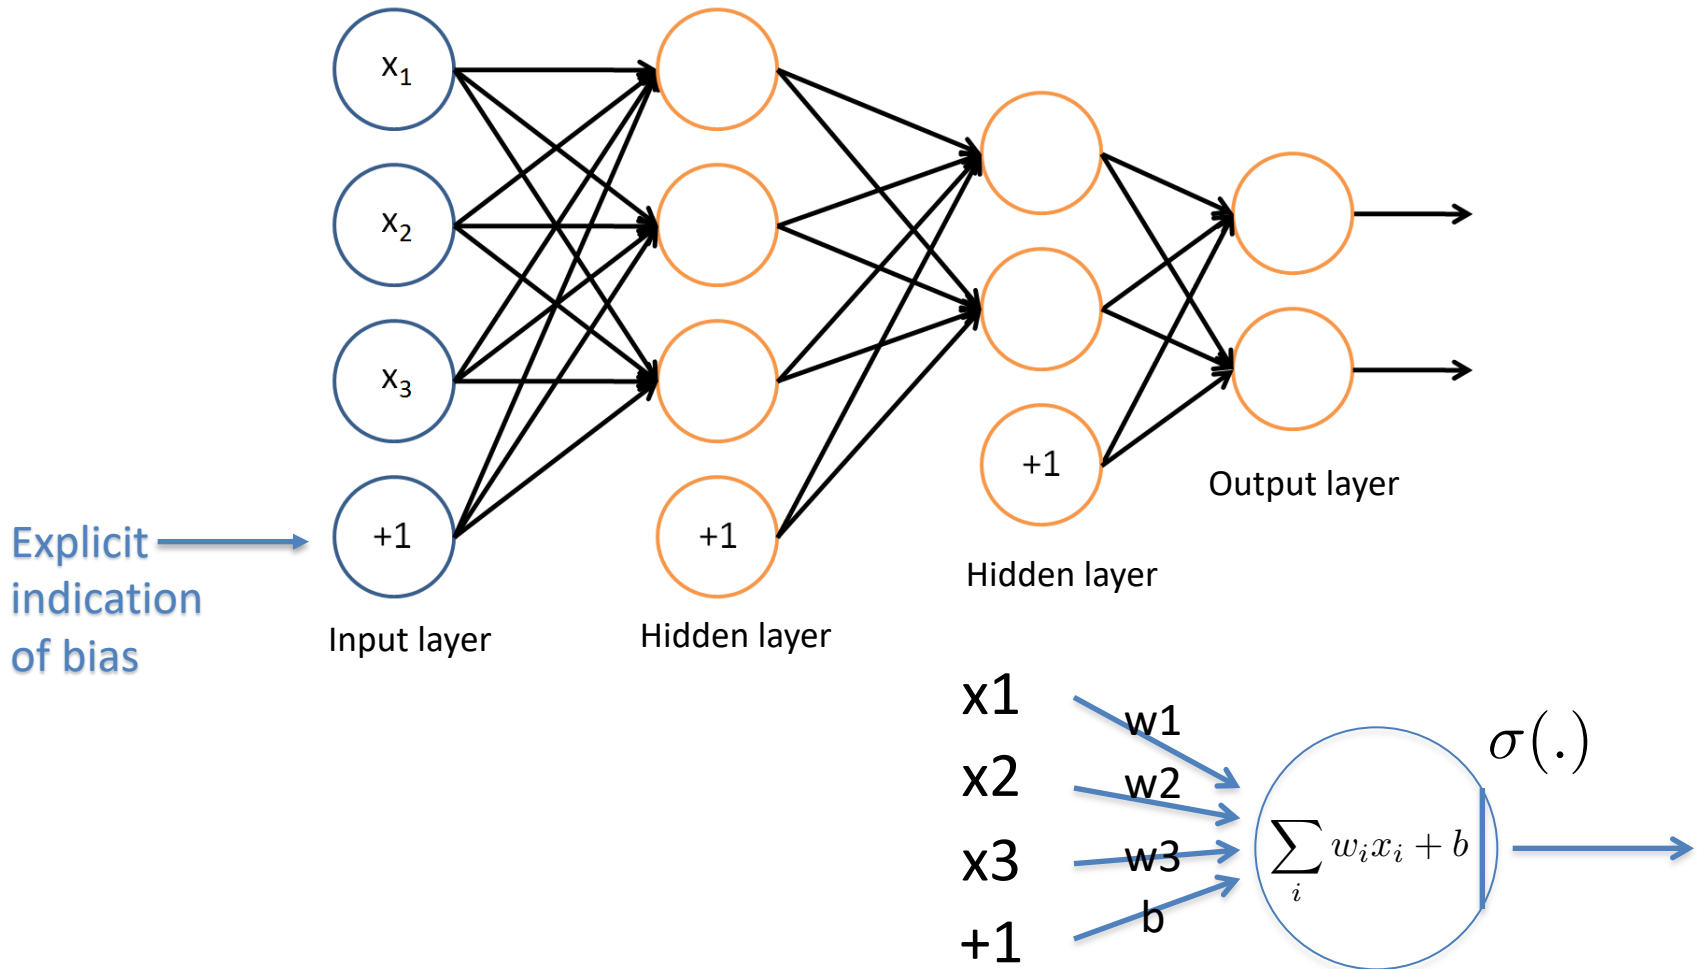 x₁
x₂
x₃
+1
+1
+1
Output layer
Explicit
indication
of bias
Hidden layer
Input layer
Hidden layer
x1
w1
σ(.)
x2
w2
x3
w3
∑ᵢ wᵢxᵢ + b
+1
b